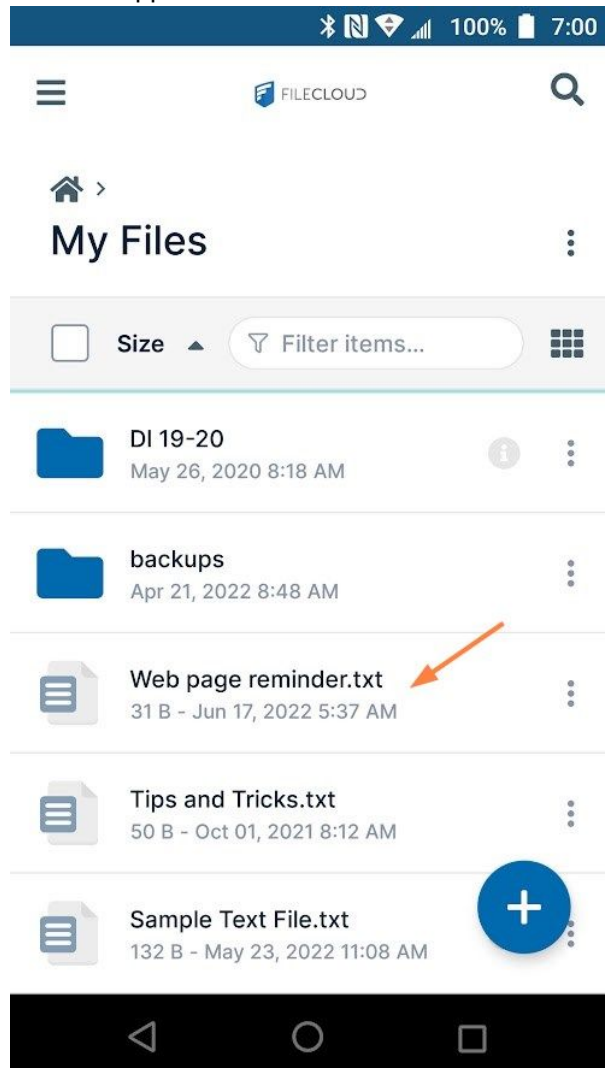 100% 7:00
FILECLOUD
My Files
Size Filter items...
DI 19-20
May 26, 2020 8:18 AM
backups
Apr 21, 2022 8:48 AM
Web page reminder.txt
31 B - Jun 17, 2022 5:37 AM
Tips and Tricks.txt
50 B - Oct 01, 2021 8:12 AM
Sample Text File.txt
132 B - May 23, 2022 11:08 AM